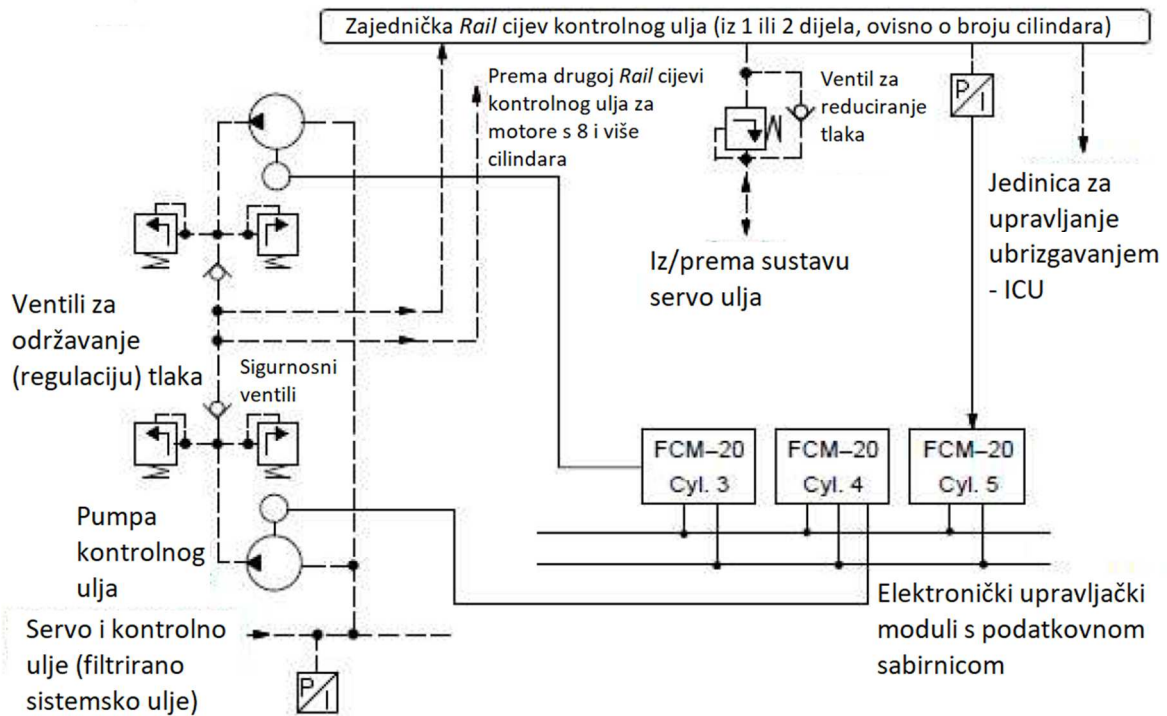 Zajednička Rail cijev kontrolnog ulja (iz 1 ili 2 dijela, ovisno o broju cilindara)
Prema drugoj Rail cijevi
kontrolnog ulja za
motore s 8 i više
cilindara
Ventil za
reduciranje
tlaka
P
I
Jedinica za
upravljanje
ubrizgavanjem
- ICU
Iz/prema sustavu
servo ulja
Ventili za
održavanje
(regulaciju) tlaka
Sigurnosni
ventili
FCM–20
Cyl. 3
FCM–20
Cyl. 4
FCM–20
Cyl. 5
Pumpa
kontrolnog
ulja
Elektronički upravljački
moduli s podatkovnom
sabirnicom
Servo i kontrolno
ulje (filtrirano
sistemsko ulje)
P
I